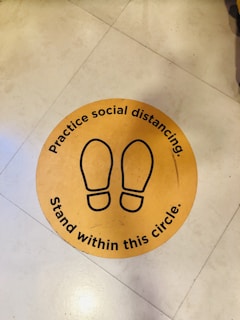 Practice social distancing.
Stand within this circle.